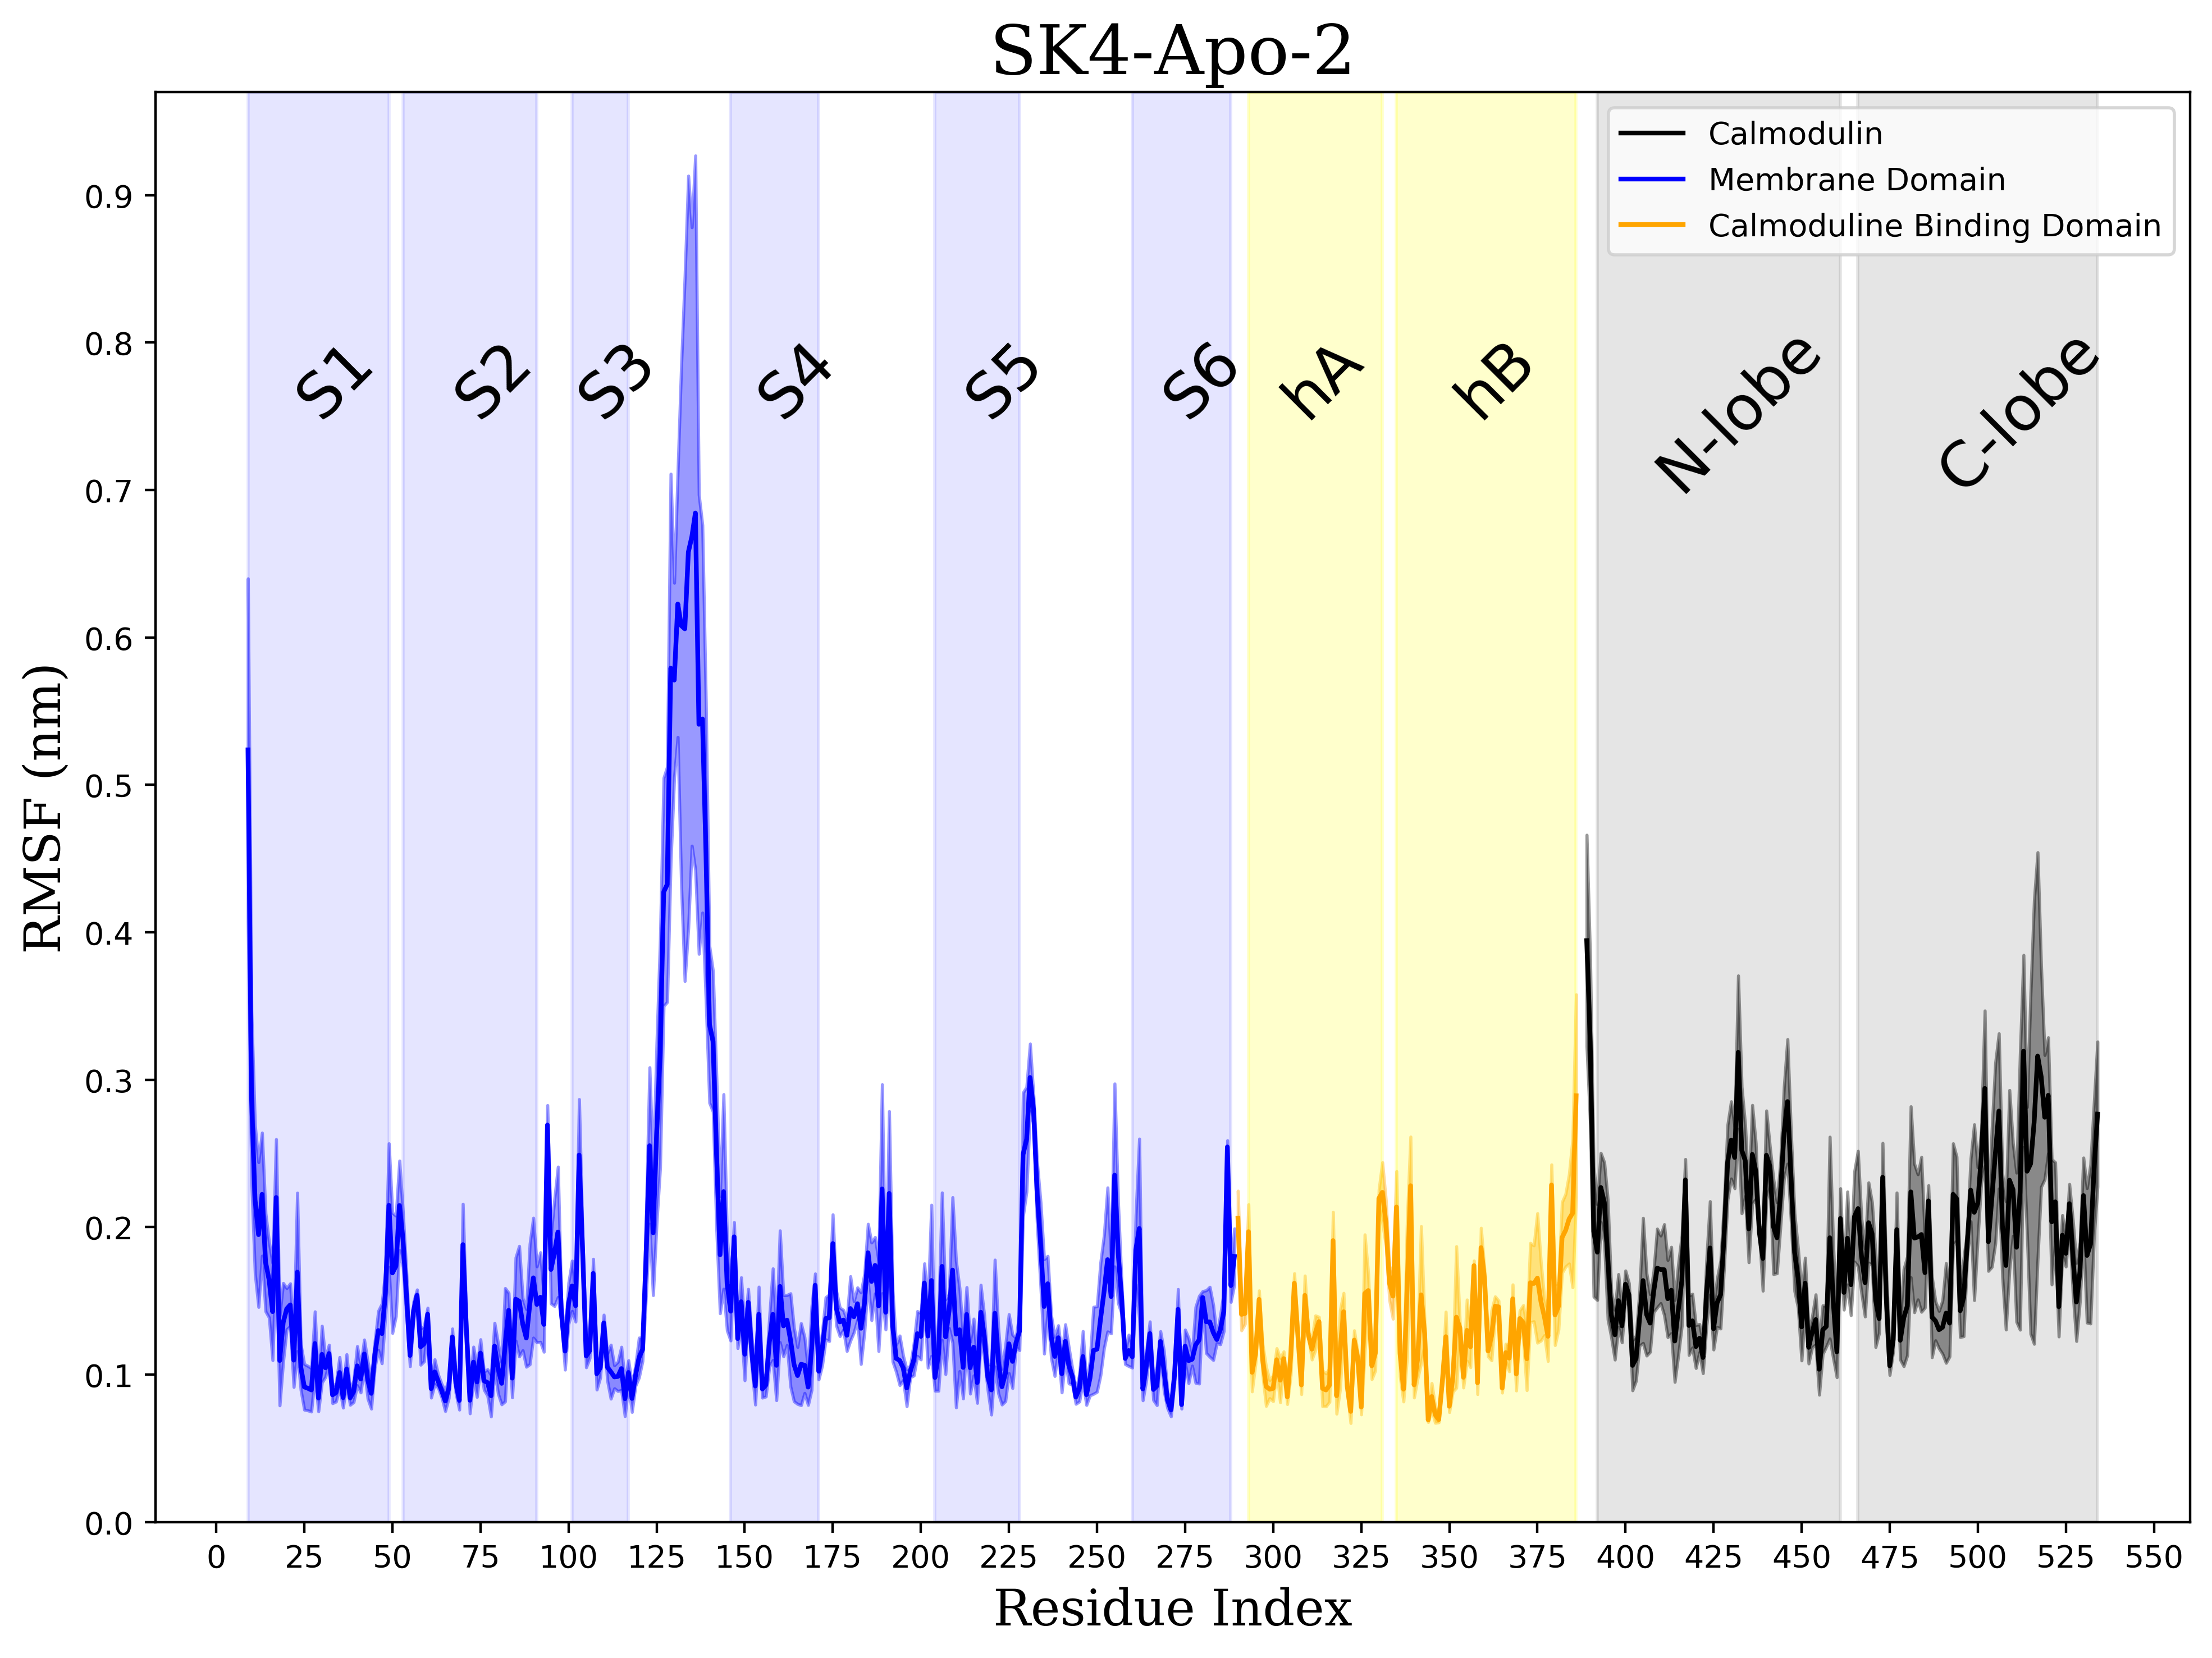 SK4-Apo-2
Calmodulin
Membrane Domain
Calmoduline Binding Domain
S1
S2
S3
S4
S5
S6
hA
hB
N-lobe
C-lobe
RMSF (nm)
0.9
0.8
0.7
0.6
0.5
0.4
0.3
0.2
0.1
0.0
0 25 50 75 100 125 150 175 200 225 250 275 300 325 350 375 400 425 450 475 500 525 550
Residue Index